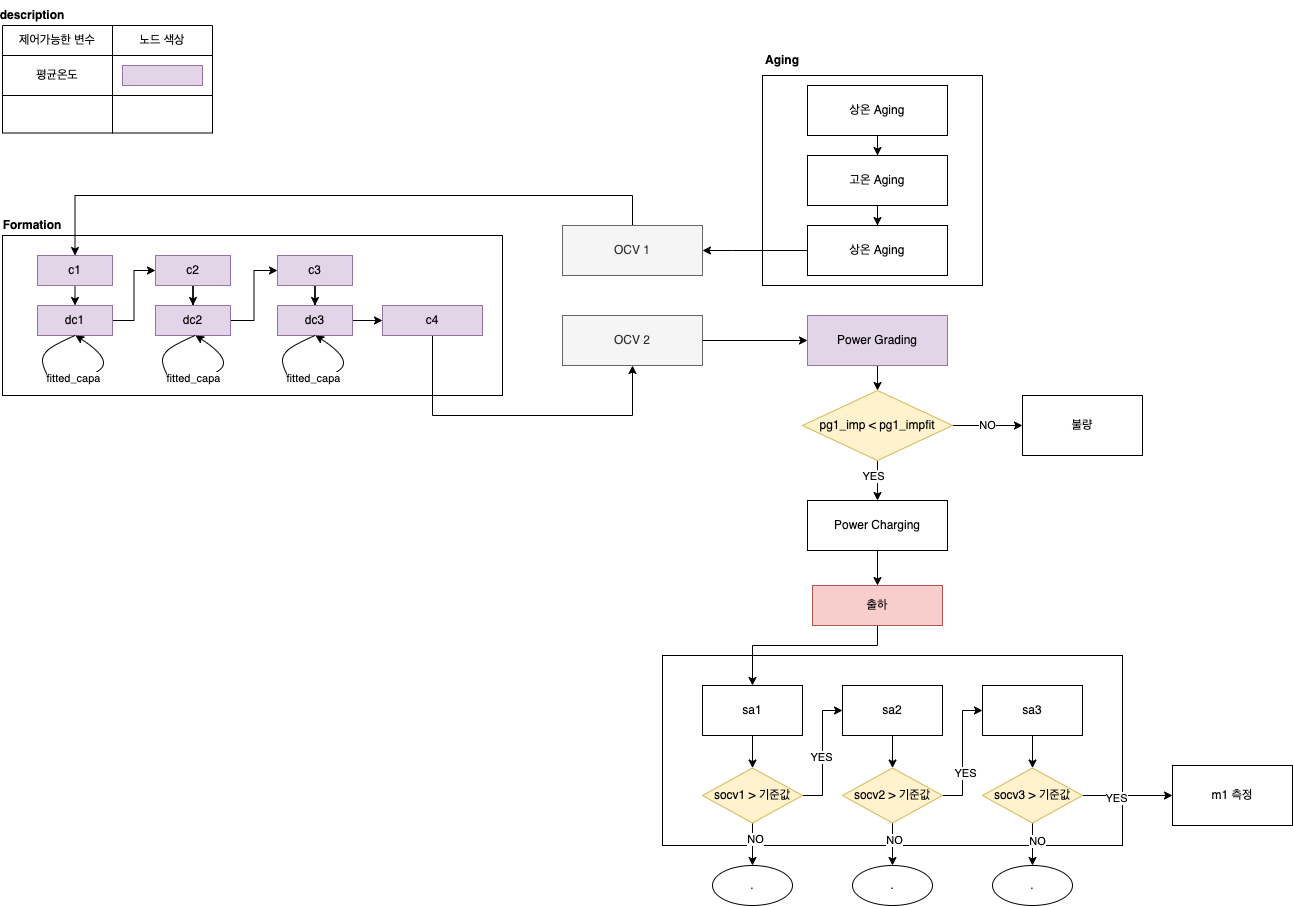 description
제어가능한 변수
노드 색상
평균온도
Aging
상온 Aging
고온 Aging
상온 Aging
OCV 1
Formation
c1
c2
c3
dc1
dc2
dc3
c4
fitted_capa
fitted_capa
fitted_capa
OCV 2
Power Grading
pg1_imp < pg1_impfit
NO
불량
YES
Power Charging
출하
sa1
sa2
sa3
YES
YES
socv1 > 기준값
socv2 > 기준값
socv3 > 기준값
YES
m1 측정
NO
NO
NO
.
.
.